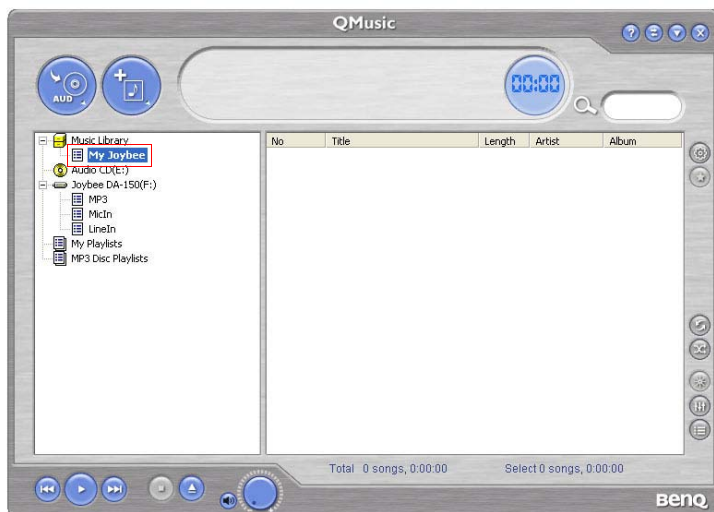 QMusic
?
AUD
00:00
Music Library
My Joybee
Audio CD(E:)
Joybee DA-150(F:)
MP3
MicIn
LineIn
My Playlists
MP3 Disc Playlists
No Title Length Artist Album
Total 0 songs, 0:00:00 Select 0 songs, 0:00:00
BenQ